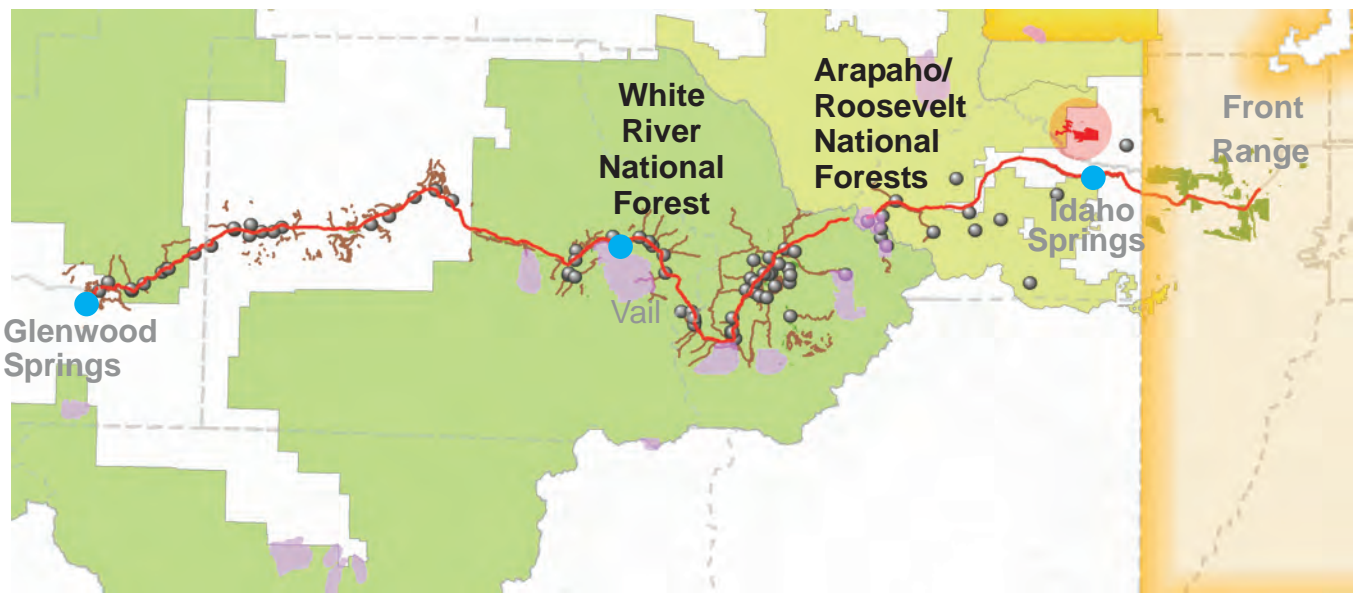 White
River
National
Forest
Arapaho/
Roosevelt
National
Forests
Front
Range
Idaho
Springs
Vail
Glenwood
Springs